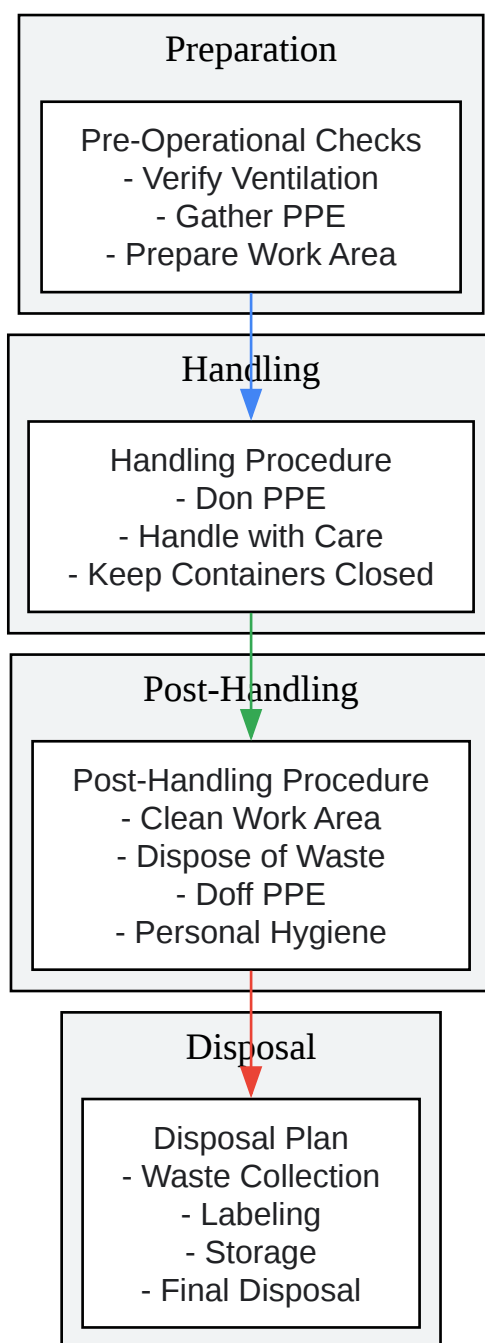 Preparation
Pre-Operational Checks
- Verify Ventilation
- Gather PPE
- Prepare Work Area
Handling
Handling Procedure
- Don PPE
- Handle with Care
- Keep Containers Closed
Post-Handling
Post-Handling Procedure
- Clean Work Area
- Dispose of Waste
- Doff PPE
- Personal Hygiene
Disposal
Disposal Plan
- Waste Collection
- Labeling
- Storage
- Final Disposal